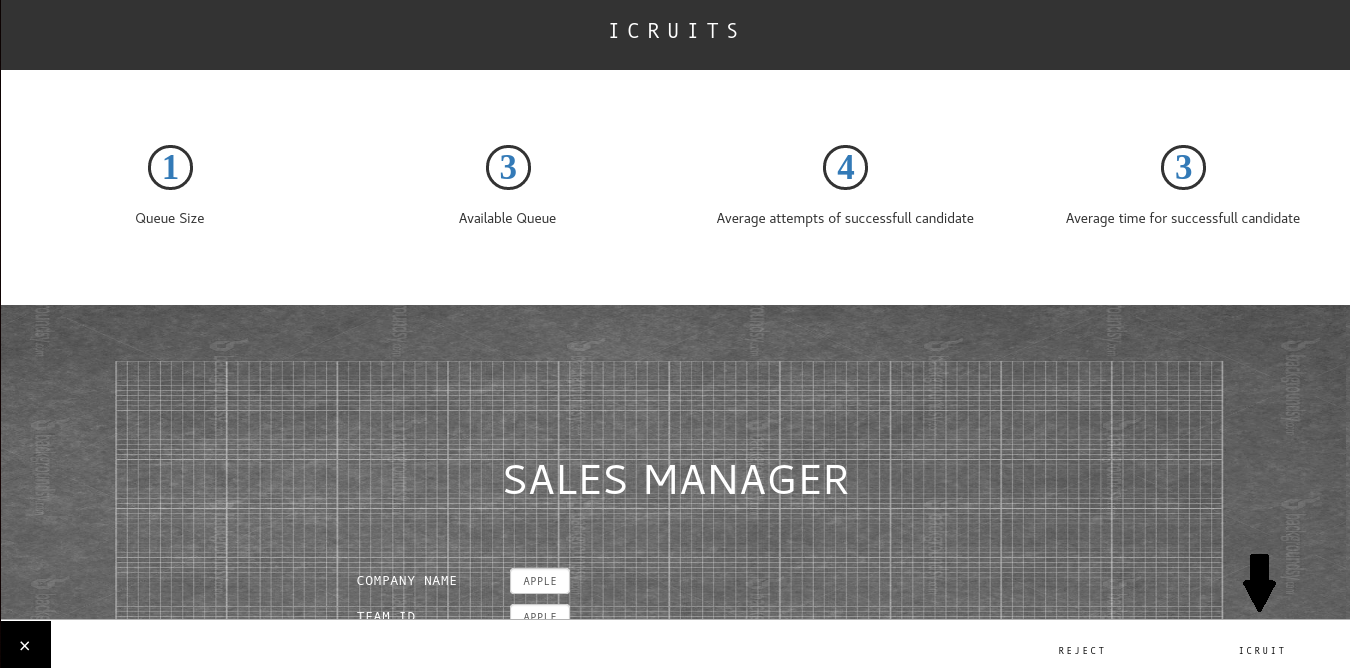 ICRUITS
1
3
4
3
Queue Size
Available Queue
Average attempts of successfull candidate
Average time for successfull candidate
SALES MANAGER
COMPANY NAME APPLE
TEAM ID APPLE
×
REJECT
ICRUIT